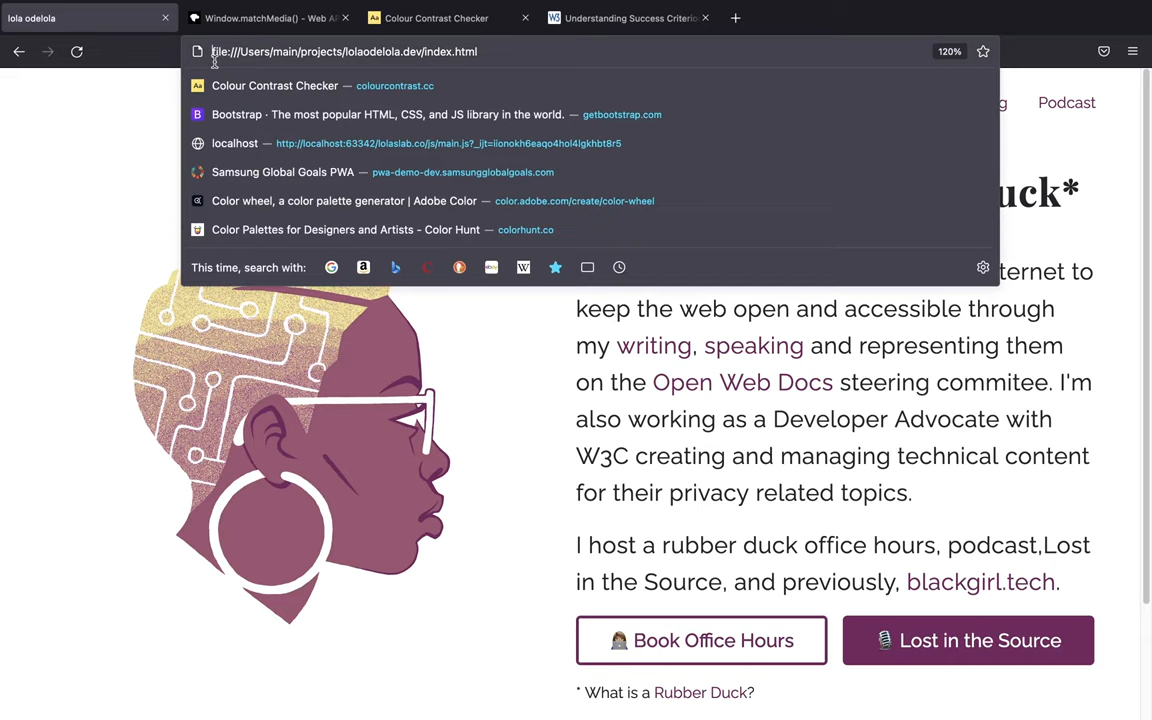 lola odelola
Window.matchMedia() - Web AP
Colour Contrast Checker
W3 Understanding Success Criterio
file:///Users/main/projects/lolaodelola.dev/index.html
120%
Aa Colour Contrast Checker — colourcontrast.cc
B Bootstrap · The most popular HTML, CSS, and JS library in the world. — getbootstrap.com
localhost — http://localhost:63342/lolaslab.co/js/main.js?_ijt=iionokh6eaqo4hol4lgkhbt8r5
Samsung Global Goals PWA — pwa-demo-dev.samsungglobalgoals.com
Color wheel, a color palette generator | Adobe Color — color.adobe.com/create/color-wheel
Color Palettes for Designers and Artists - Color Hunt — colorhunt.co
This time, search with:
g Podcast
uck*
ternet to
keep the web open and accessible through
my writing, speaking and representing them
on the Open Web Docs steering commitee. I'm
also working as a Developer Advocate with
W3C creating and managing technical content
for their privacy related topics.
I host a rubber duck office hours, podcast,Lost
in the Source, and previously, blackgirl.tech.
Book Office Hours
Lost in the Source
* What is a Rubber Duck?